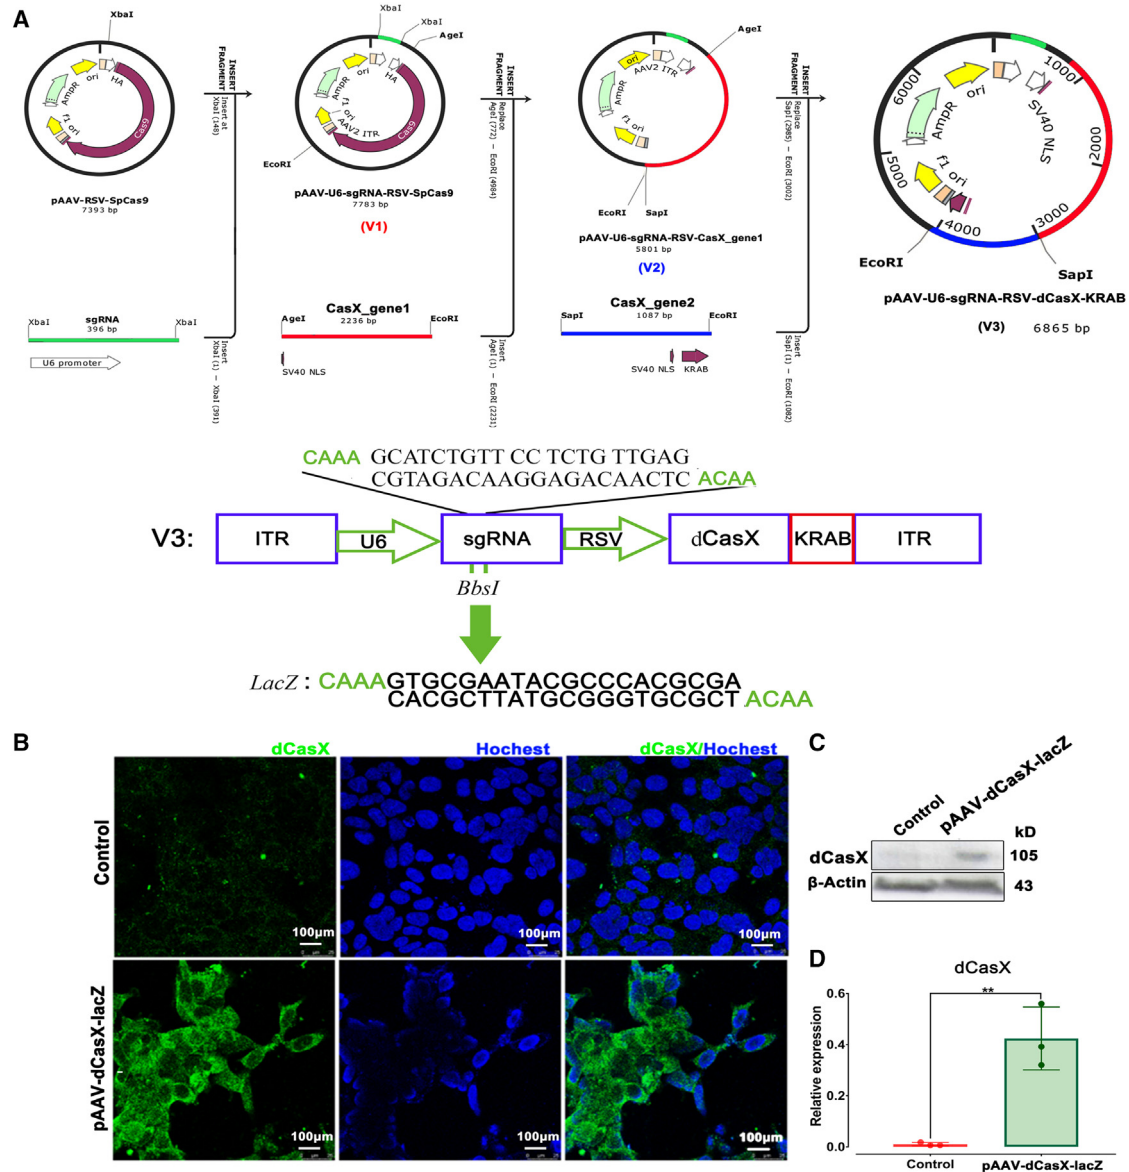 A
XbaI
ori
HA
AmpR
Cas9
f1 ori
pAAV-RSV-SpCas9
7393 bp
INSERT
FRAGMENT
Insert at
XbaI (148)
XbaI
XbaI
AgeI
ori
HA
AmpR
f1
ori
AAV2 ITR
Cas9
EcoRI
pAAV-U6-sgRNA-RSV-SpCas9
7783 bp
(V1)
INSERT
FRAGMENT
Replace
AgeI (772) – EcoRI (4984)
AgeI
ori
AAV2 ITR
AmpR
f1 ori
EcoRI
SapI
pAAV-U6-sgRNA-RSV-CasX_gene1
5801 bp
(V2)
INSERT
FRAGMENT
Replace
SapI (2985) – EcoRI (3002)
1000
2000
3000
4000
5000
6000
ori
AmpR
SV40 NLS
f1 ori
EcoRI
SapI
pAAV-U6-sgRNA-RSV-dCasX-KRAB
(V3) 6865 bp
XbaI sgRNA XbaI
396 bp
U6 promoter
Insert
XbaI (1) – XbaI (391)
CasX_gene1
AgeI 2236 bp EcoRI
SV40 NLS
Insert
AgeI (1) – EcoRI (2231)
CasX_gene2
SapI 1087 bp EcoRI
SV40 NLS KRAB
Insert
SapI (1) – EcoRI (1082)
CAAA GCATCTGTT CC TCTG TTGAG
CGTAGACAAGGAGACAACTC ACAA
V3: ITR U6 sgRNA RSV dCasX KRAB ITR
BbsI
LacZ : CAAAGTGCGAATACGCCCACGCGA
CACGCTTATGCGGGTGCGCT ACAA
B
dCasX Hochest dCasX/Hochest
Control
100µm 100µm 100µm
pAAV-dCasX-lacZ
100µm 100µm 100µm
C
Control pAAV-dCasX-lacZ
kD
dCasX 105
β-Actin 43
D
dCasX
**
Relative expression
0.6
0.4
0.2
0.0
Control pAAV-dCasX-lacZ